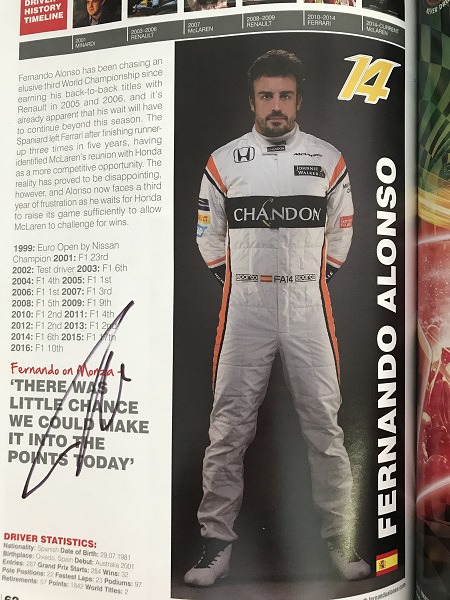 DRIVER
HISTORY
TIMELINE
2001
MINARDI
2003–2006
RENAULT
2007
McLAREN
2008–2009
RENAULT
2010–2014
FERRARI
2014–CURRENT
McLAREN
Fernando Alonso has been chasing an
elusive third World Championship since
earning his back-to-back titles with
Renault in 2005 and 2006, and it's
already apparent that his wait will have
to continue beyond this season. The
Spaniard left Ferrari after finishing runner-
up three times in five years, having
identified McLaren's reunion with Honda
as a more competitive opportunity. The
reality has proved to be disappointing,
however, and Alonso now faces a third
year of frustration as he waits for Honda
to raise its game sufficiently to allow
McLaren to challenge for wins.
1999: Euro Open by Nissan
Champion 2001: F1 23rd
2002: Test driver 2003: F1 6th
2004: F1 4th 2005: F1 1st
2006: F1 1st 2007: F1 3rd
2008: F1 5th 2009: F1 9th
2010: F1 2nd 2011: F1 4th
2012: F1 2nd 2013: F1 2nd
2014: F1 6th 2015: F1 17th
2016: F1 10th
Fernando on Monza –
'THERE WAS
LITTLE CHANCE
WE COULD MAKE
IT INTO THE
POINTS TODAY'
DRIVER STATISTICS:
Nationality: Spanish Date of Birth: 29.07.1981
Birthplace: Oviedo, Spain Debut: Australia 2001
Entries: 287 Grand Prix Starts: 284 Wins: 32
Pole Positions: 22 Fastest Laps: 23 Podiums: 97
Retirements: 57 Points: 1842 World Titles: 2
14
HONDA
JOHNNIE
WALKER
CHANDON
FA14
FERNANDO ALONSO